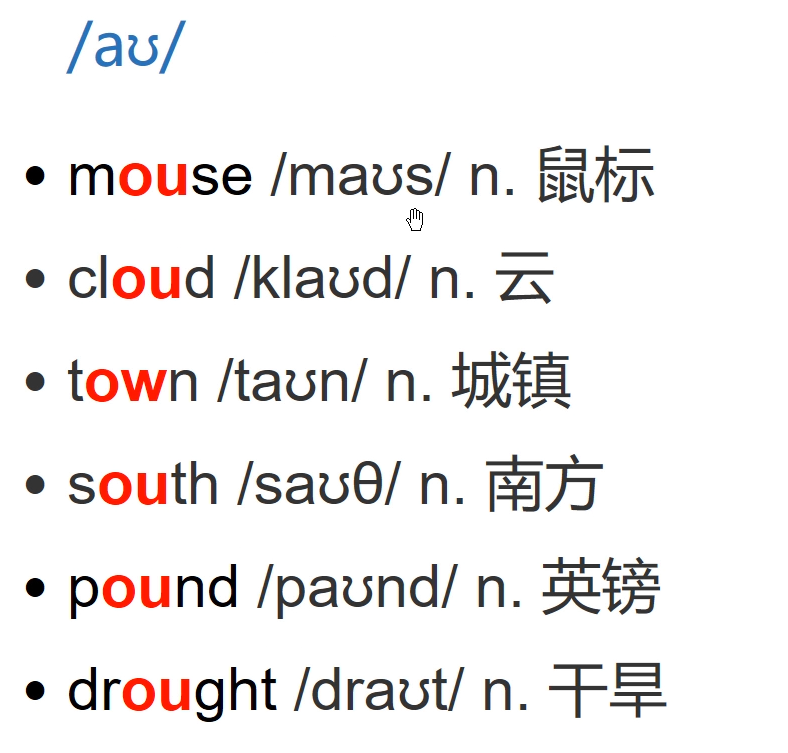 /aʊ/
• mouse /maʊs/ n. 鼠标
• cloud /klaʊd/ n. 云
• town /taʊn/ n. 城镇
• south /saʊθ/ n. 南方
• pound /paʊnd/ n. 英镑
• drought /draʊt/ n. 干旱